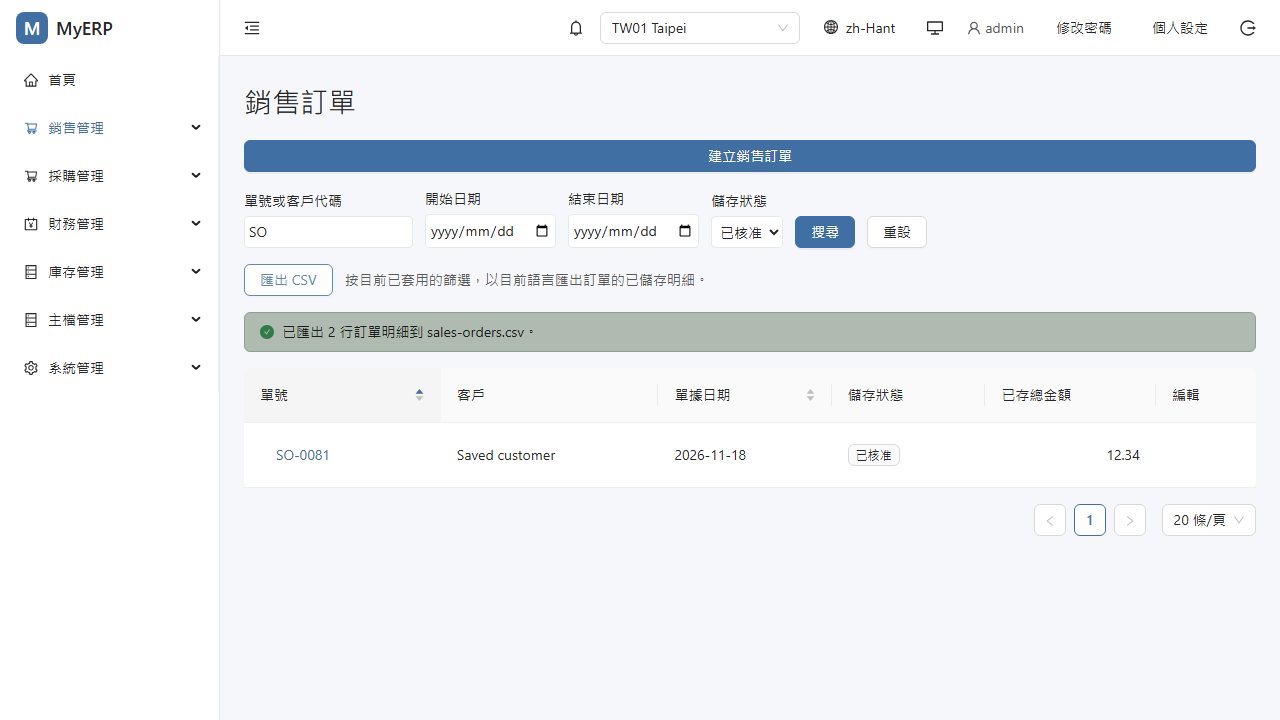 M MyERP
TW01 Taipei
zh-Hant
admin
修改密碼
個人設定
首頁
銷售管理
採購管理
財務管理
庫存管理
主檔管理
系統管理
銷售訂單
建立銷售訂單
單號或客戶代碼
開始日期
結束日期
儲存狀態
SO
yyyy/mm/dd
yyyy/mm/dd
已核准
搜尋
重設
匯出 CSV
按目前已套用的篩選，以目前語言匯出訂單的已儲存明細。
已匯出 2 行訂單明細到 sales-orders.csv。
單號 客戶 單據日期 儲存狀態 已存總金額 編輯
SO-0081 Saved customer 2026-11-18 已核准 12.34
1
20 條/頁